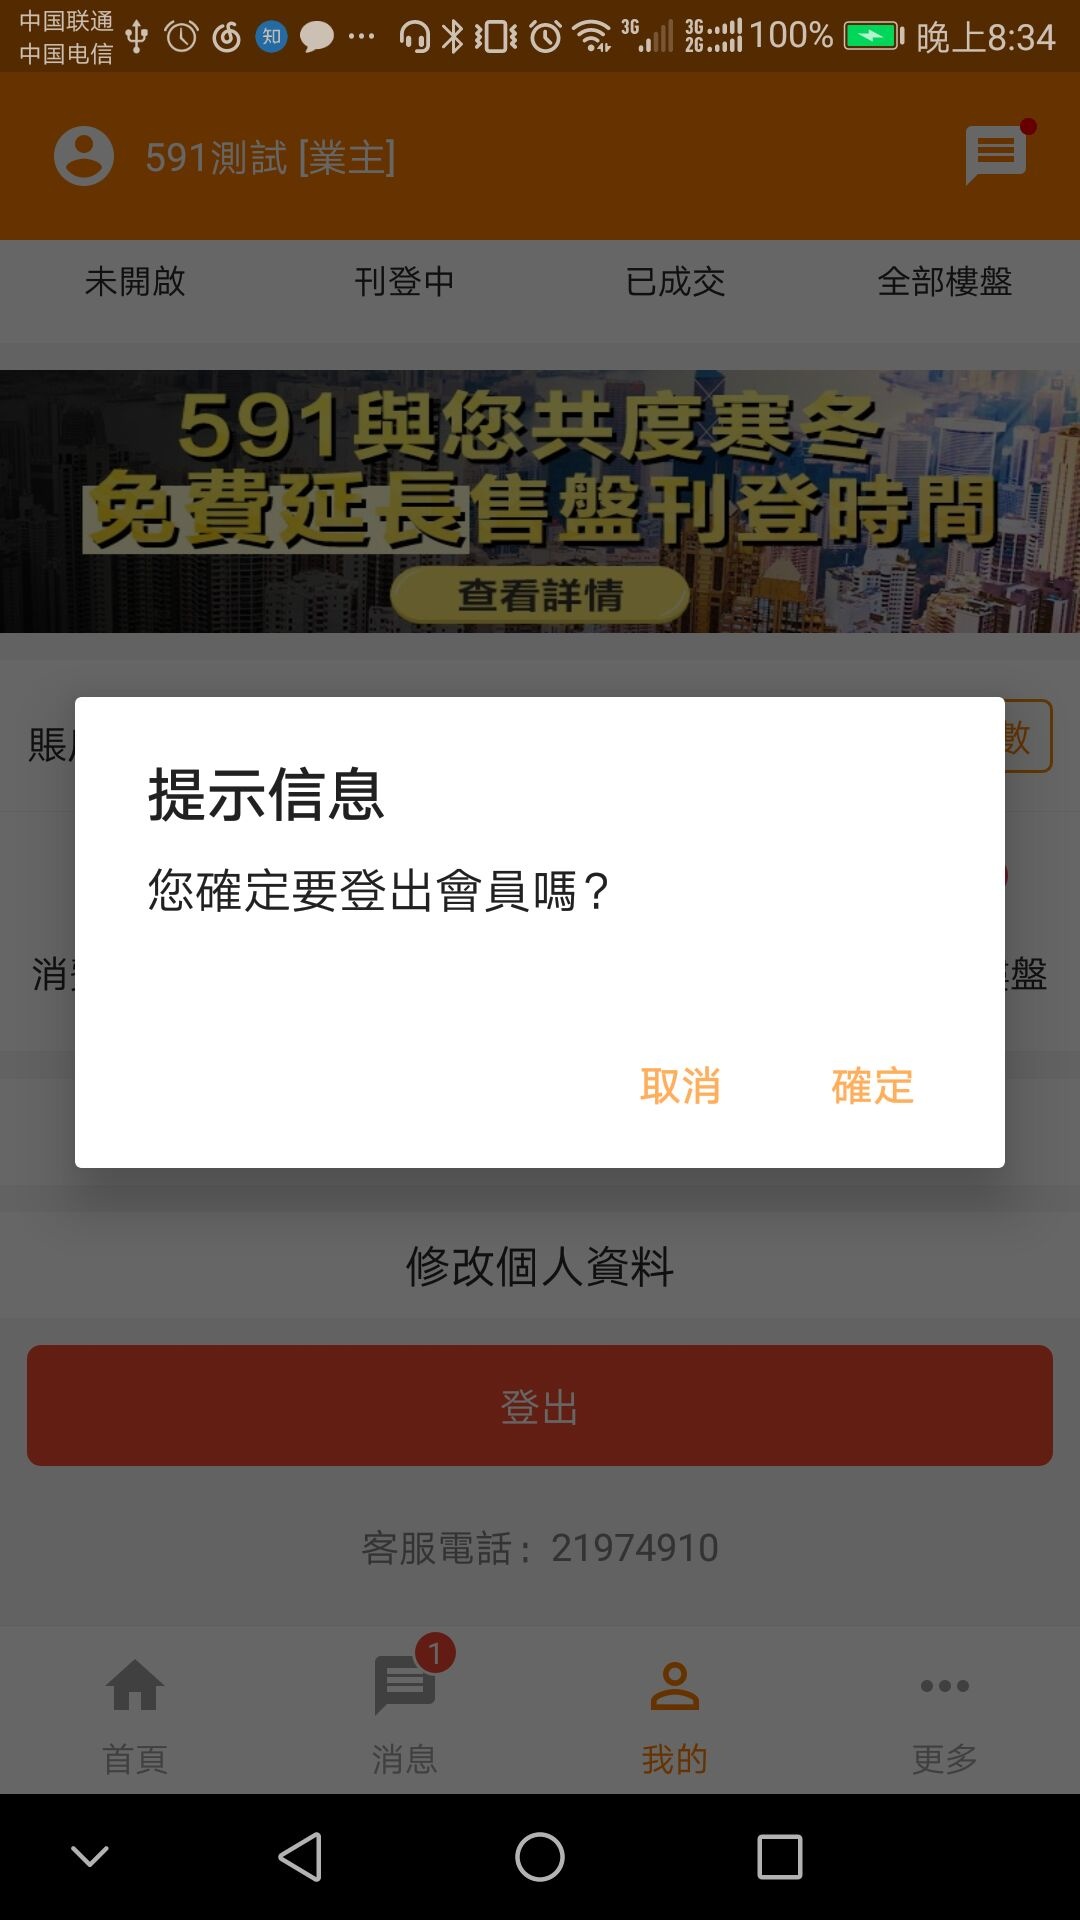 中国联通
中国电信
知
3G
3G
2G
100%
晚上8:34
591測試 [業主]
未開啟
刊登中
已成交
全部樓盤
591與您共度寒冬
免費延長售盤刊登時間
查看詳情
數
提示信息
您確定要登出會員嗎?
消
盤
取消
確定
修改個人資料
登出
客服電話: 21974910
1
首頁
消息
我的
更多